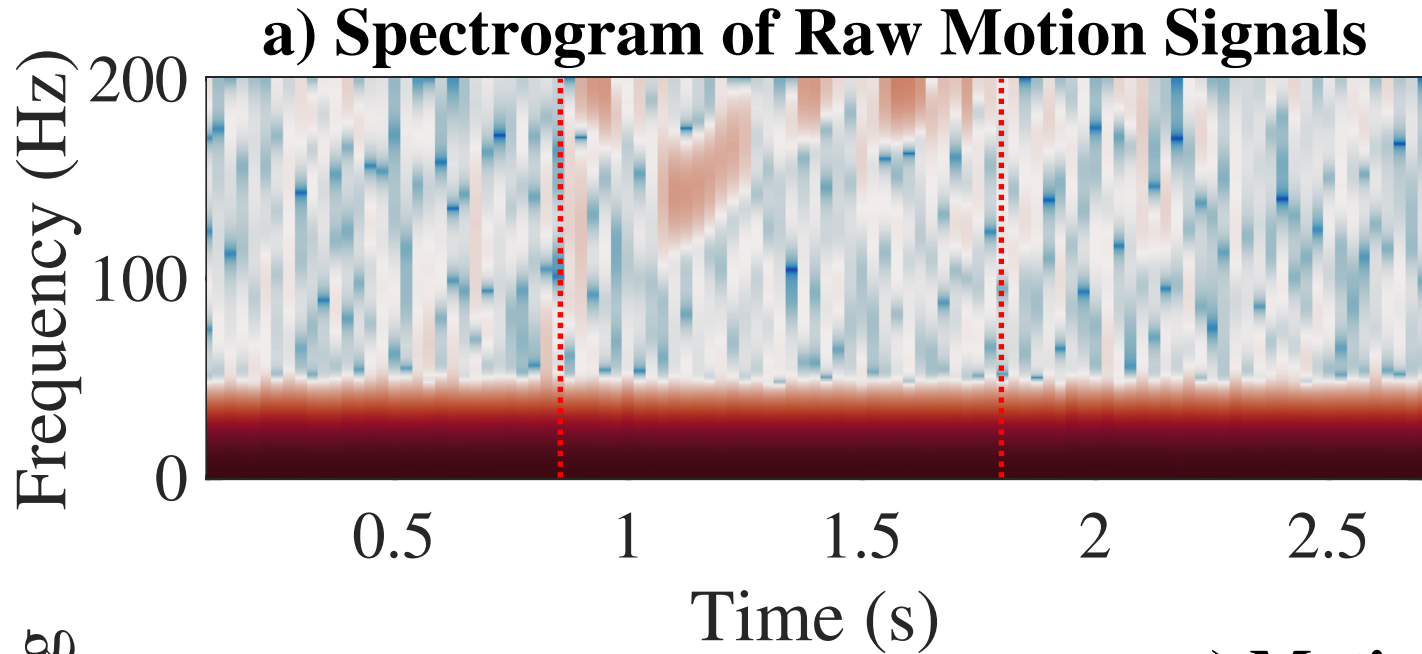 a) Spectrogram of Raw Motion Signals
Frequency (Hz)
200
100
0
0.5 1 1.5 2 2.5
Time (s)